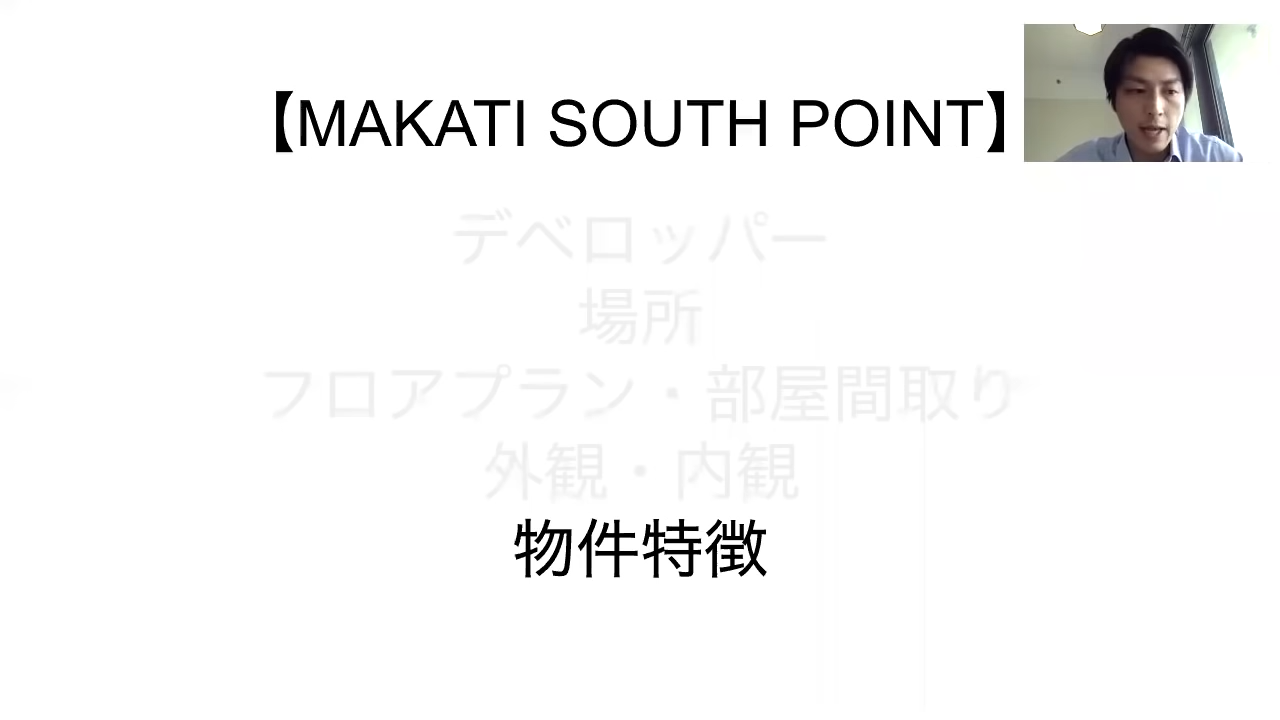 【MAKATI SOUTH POINT】
デベロッパー
場所
フロアプラン・部屋間取り
外観・内観
物件特徴